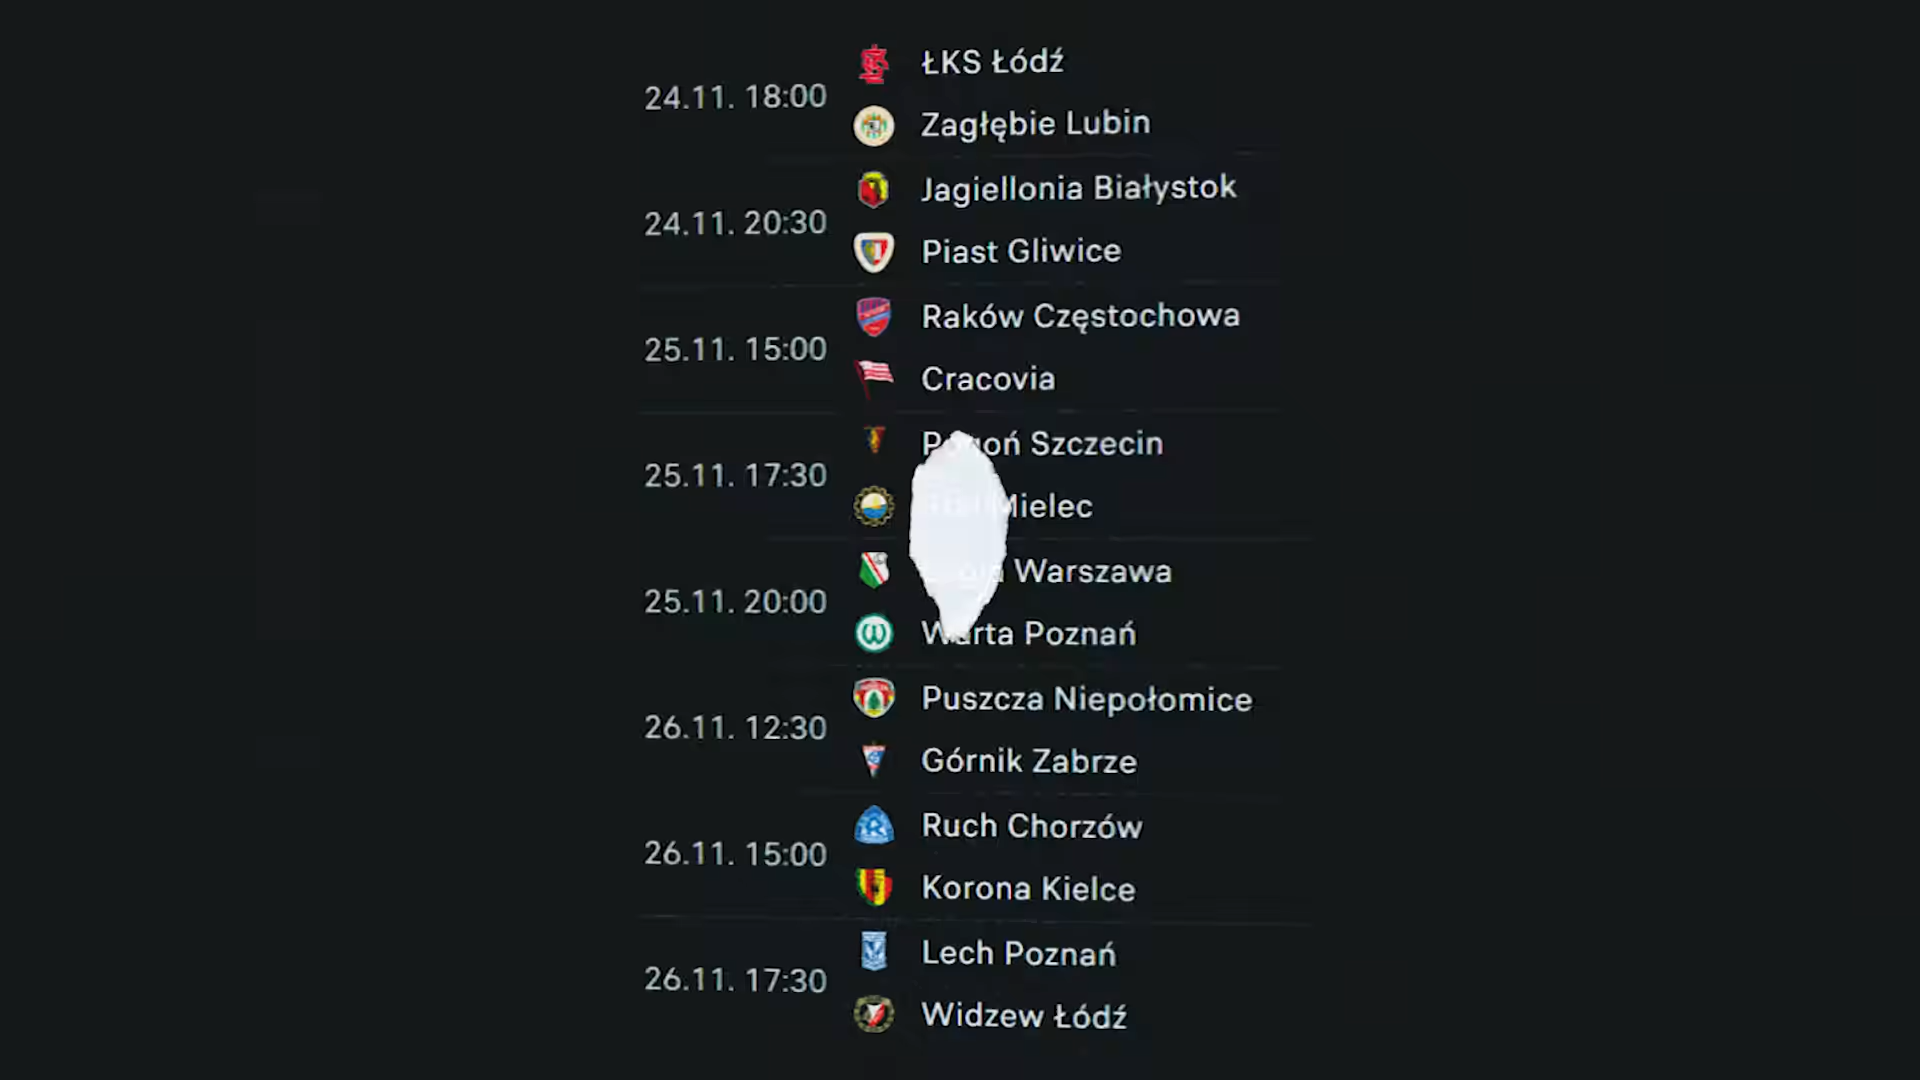 24.11. 18:00
ŁKS Łódź
Zagłębie Lubin
24.11. 20:30
Jagiellonia Białystok
Piast Gliwice
25.11. 15:00
Raków Częstochowa
Cracovia
25.11. 17:30
Pogoń Szczecin
Mielec
25.11. 20:00
Warszawa
Warta Poznań
26.11. 12:30
Puszcza Niepołomice
Górnik Zabrze
26.11. 15:00
Ruch Chorzów
Korona Kielce
26.11. 17:30
Lech Poznań
Widzew Łódź